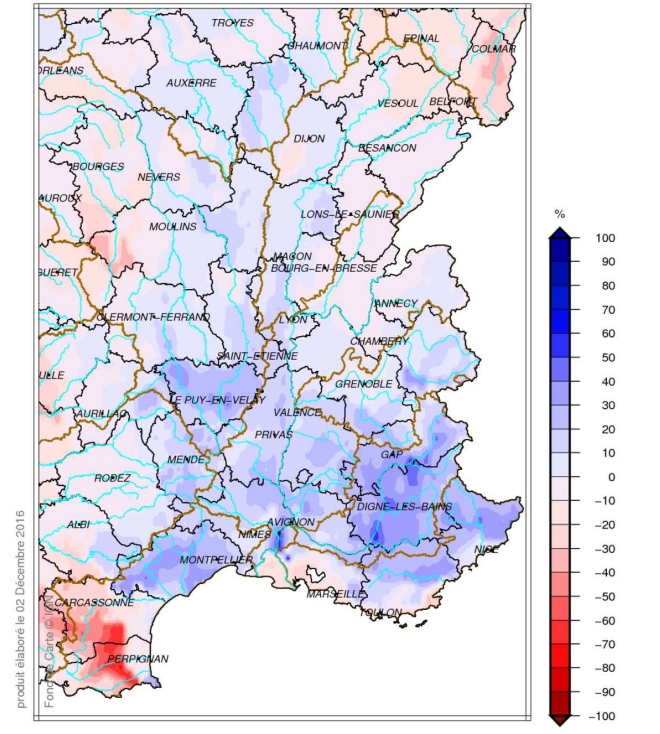 TROYES
CHAUMONT
EPINAL
COLMAR
ORLEANS
AUXERRE
VESOUL
BELFORT
DIJON
BESANCON
BOURGES
NEVERS
AUROUX
LONS-LE-SAUNIER
MOULINS
MACON
BOURG-EN-BRESSE
GUERET
ANNECY
CLERMONT-FERRAND
LYON
CHAMBERY
SAINT-ETIENNE
ULLE
GRENOBLE
LE PUY-EN-VELAY
AURILLAC
VALENCE
PRIVAS
GAP
MENDE
RODEZ
DIGNE-LES-BAINS
ALBI
AVIGNON
NIMES
NICE
MONTPELLIER
MARSEILLE
CARCASSONNE
TOULON
PERPIGNAN
produit élaboré le 02 Décembre 2016
Fond de Carte © IGN
%
100
90
80
70
60
50
40
30
20
10
0
-10
-20
-30
-40
-50
-60
-70
-80
-90
-100